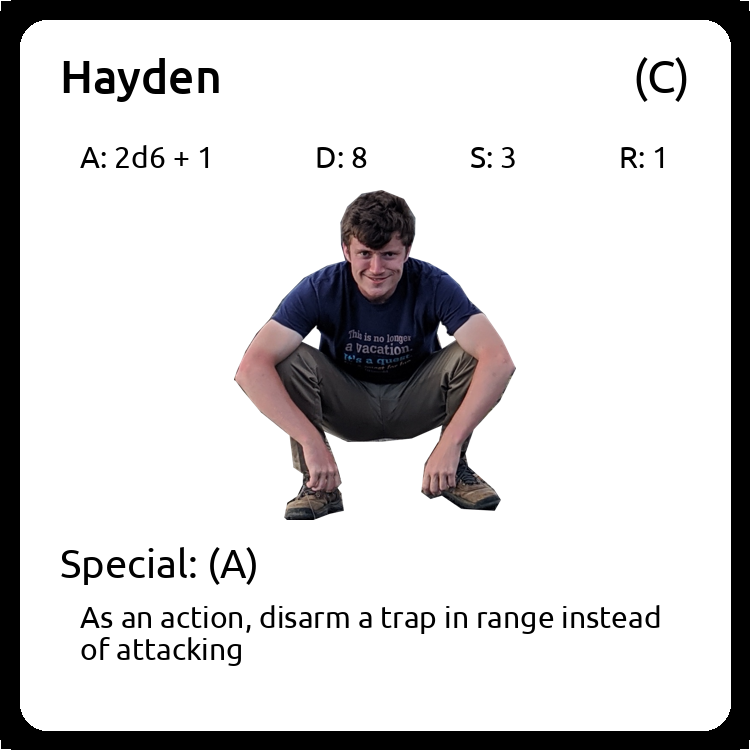 Hayden (C)
A: 2d6 + 1 D: 8 S: 3 R: 1
This is no longer
a vacation.
It's a quest.
Special: (A)
As an action, disarm a trap in range instead
of attacking